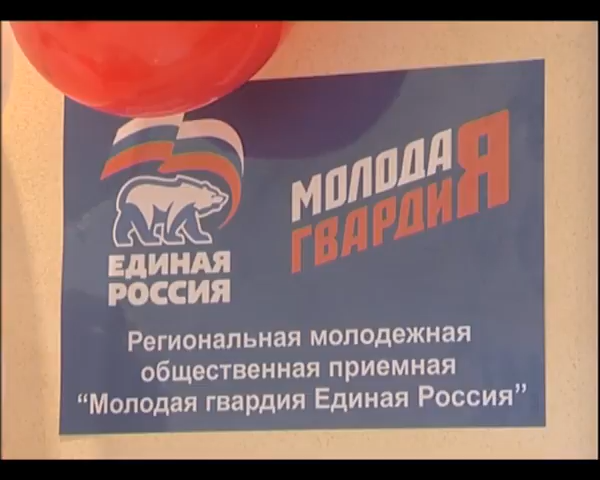 ЕДИНАЯ
РОССИЯ
МОЛОДАЯ
ГВАРДИЯ
Региональная молодежная
общественная приемная
“Молодая гвардия Единая Россия”